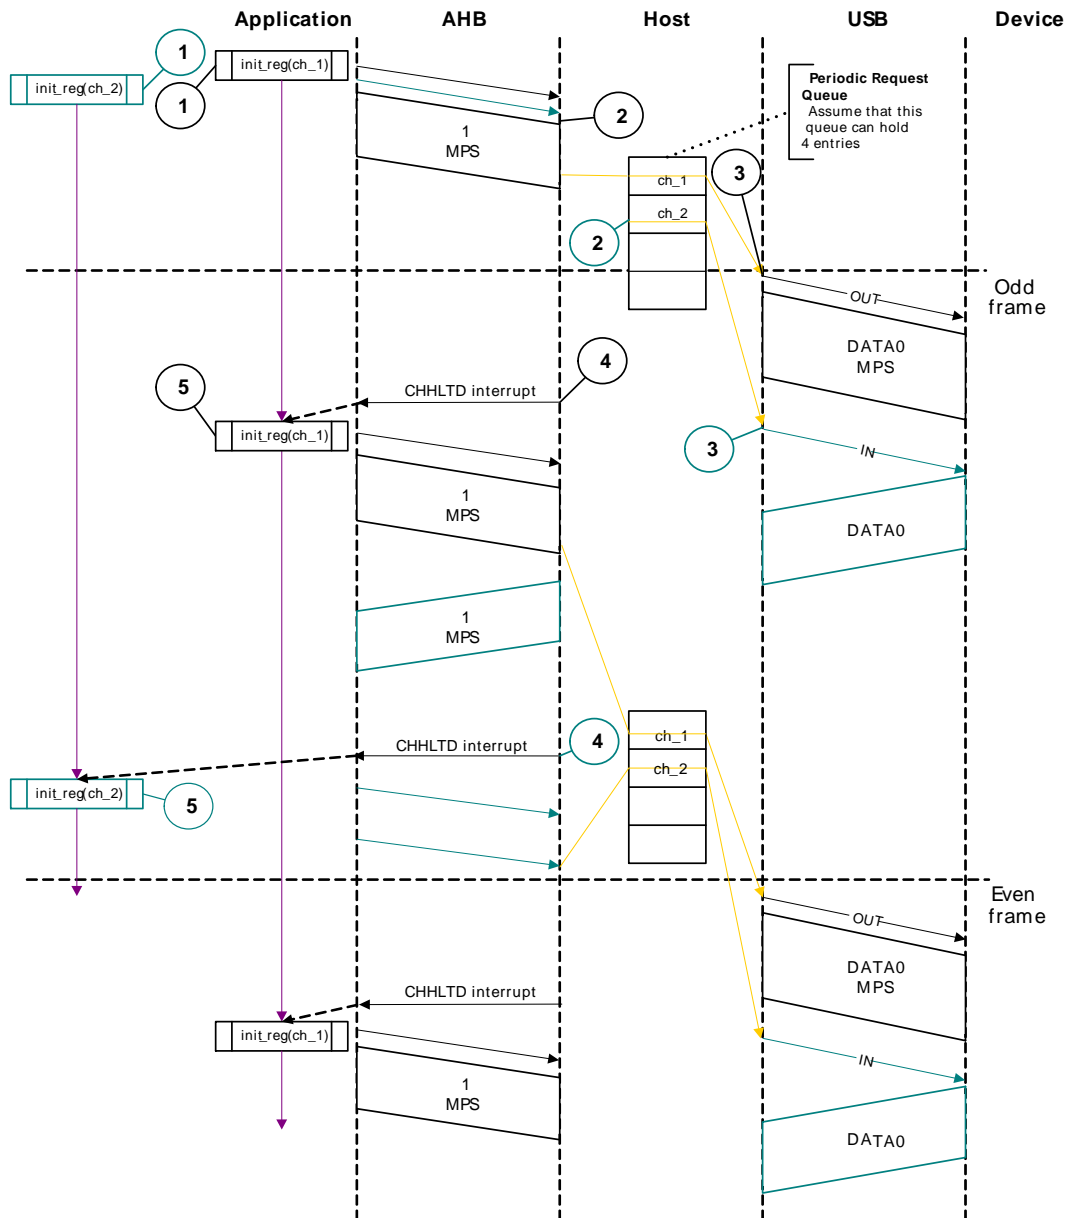 Application AHB Host USB Device
1
init_reg(ch_1)
init_reg(ch_2)
1
Periodic Request
Queue
Assume that this
queue can hold
4 entries
2
1
MPS
3
ch_1
ch_2
2
Odd
frame
OUT
DATA0
MPS
4
5
CHHLTD interrupt
init_reg(ch_1)
3
IN
1
MPS
DATA0
1
MPS
ch_1
4
CHHLTD interrupt
ch_2
init_reg(ch_2)
5
Even
frame
OUT
DATA0
MPS
CHHLTD interrupt
init_reg(ch_1)
IN
1
MPS
DATA0